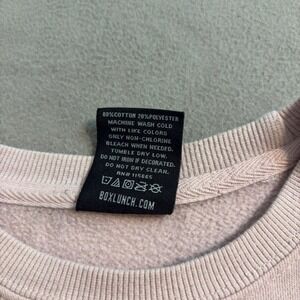 80%COTTON 20%POLYESTER
MACHINE WASH COLD
WITH LIKE COLORS
ONLY NON-CHLORINE
BLEACH WHEN NEEDED.
TUMBLE DRY LOW.
DO NOT IRON IF DECORATED.
DO NOT DRY CLEAN.
RN# 115665
BOXLUNCH.COM